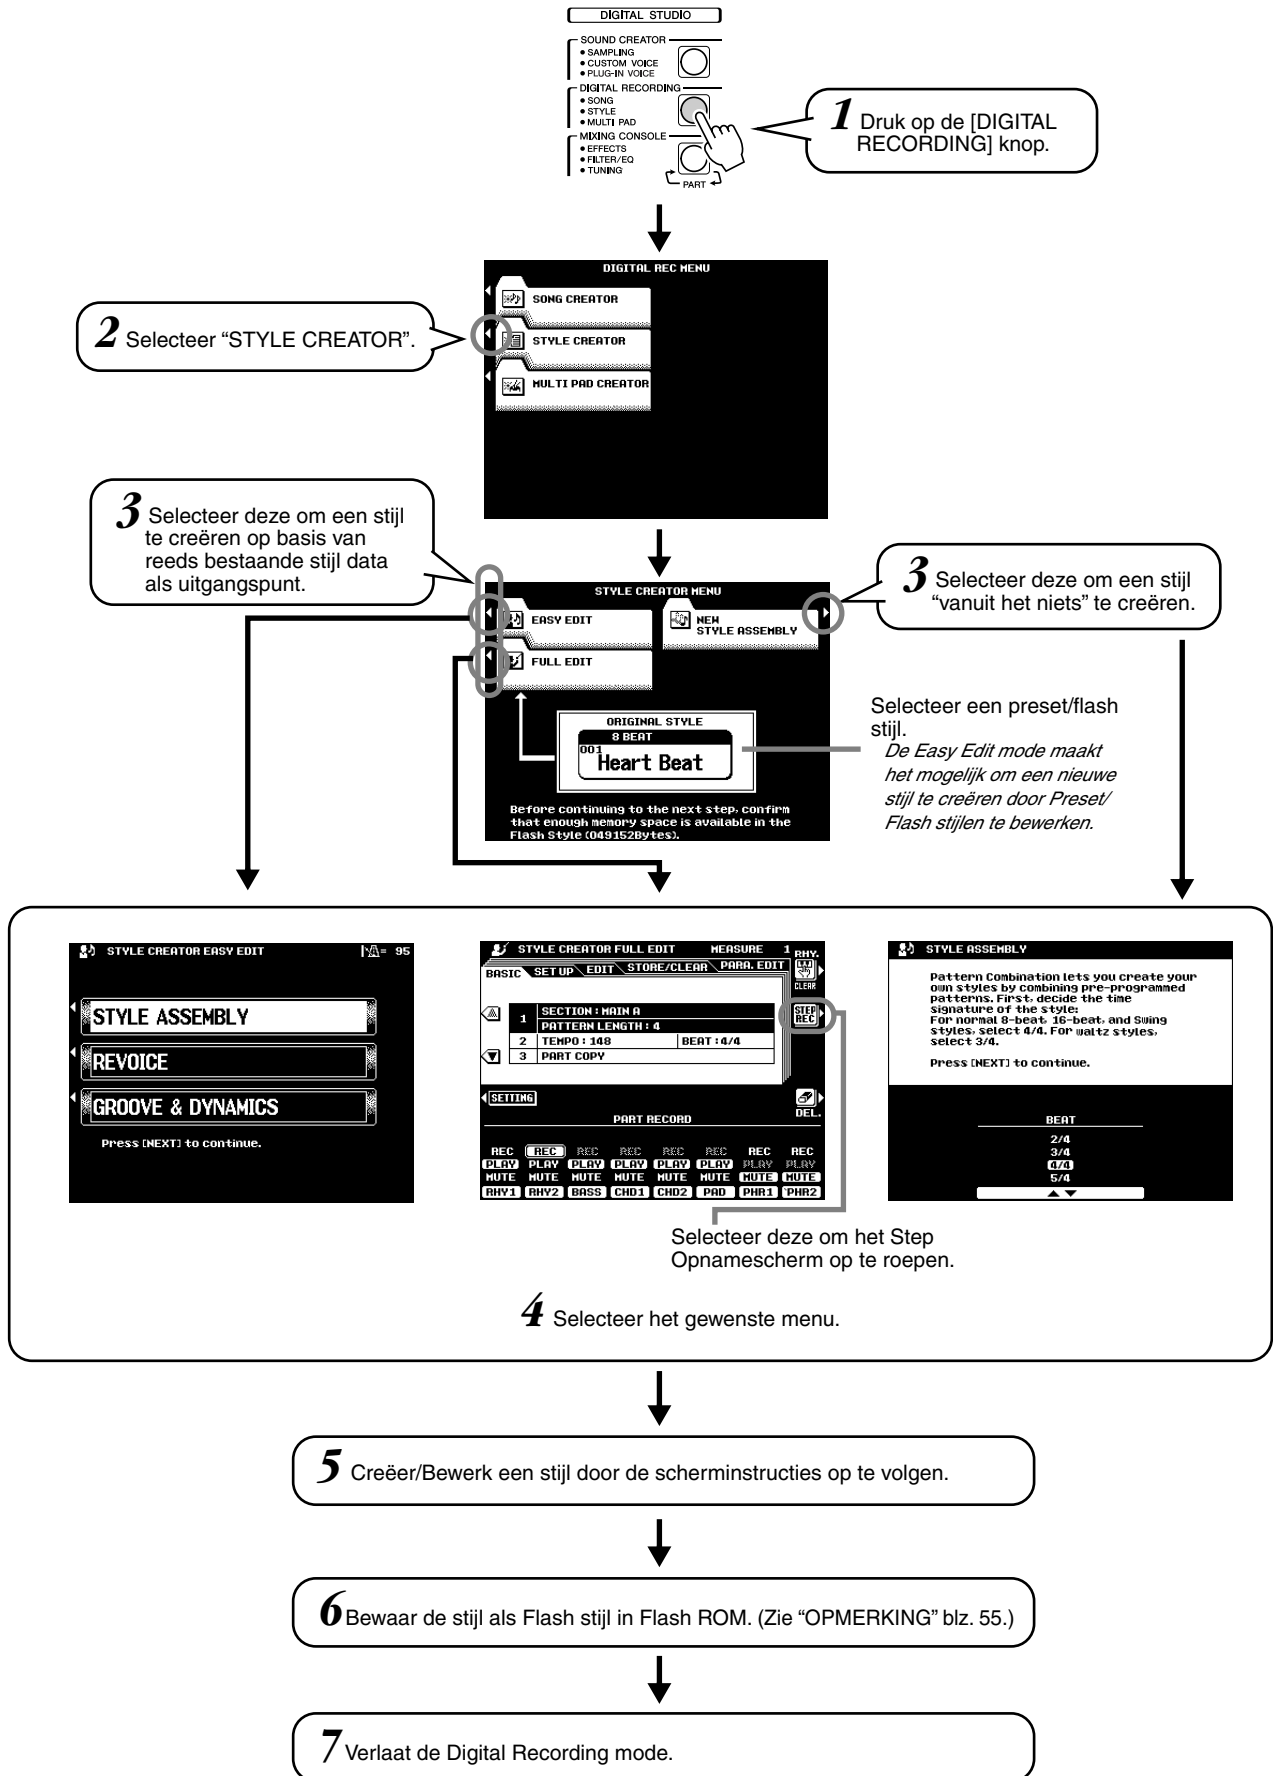 DIGITAL STUDIO
SOUND CREATOR
• SAMPLING
• CUSTOM VOICE
• PLUG-IN VOICE
DIGITAL RECORDING
• SONG
• STYLE
• MULTI PAD
MIXING CONSOLE
• EFFECTS
• FILTER/EQ
• TUNING
PART
1 Druk op de [DIGITAL
RECORDING] knop.
DIGITAL REC MENU
SONG CREATOR
STYLE CREATOR
MULTI PAD CREATOR
2 Selecteer “STYLE CREATOR”.
3 Selecteer deze om een stijl
te creëren op basis van
reeds bestaande stijl data
als uitgangspunt.
STYLE CREATOR MENU
EASY EDIT
FULL EDIT
NEW
STYLE ASSEMBLY
ORIGINAL STYLE
8 BEAT
001
Heart Beat
Before continuing to the next step, confirm
that enough memory space is available in the
Flash Style (049152Bytes).
3 Selecteer deze om een stijl
“vanuit het niets” te creëren.
Selecteer een preset/flash
stijl.
De Easy Edit mode maakt
het mogelijk om een nieuwe
stijl te creëren door Preset/
Flash stijlen te bewerken.
STYLE CREATOR EASY EDIT
= 95
STYLE ASSEMBLY
REVOICE
GROOVE & DYNAMICS
Press [NEXT] to continue.
STYLE CREATOR FULL EDIT MEASURE 1
RHY.
CLEAR
BASIC SET UP EDIT STORE/CLEAR PARA. EDIT
STEP
REC
1 SECTION : MAIN A
PATTERN LENGTH : 4
2 TEMPO : 148 BEAT : 4/4
3 PART COPY
SETTING
DEL.
PART RECORD
REC REC REC REC REC REC REC REC
PLAY PLAY PLAY PLAY PLAY PLAY PLAY PLAY
MUTE MUTE MUTE MUTE MUTE MUTE MUTE MUTE
RHY1 RHY2 BASS CHD1 CHD2 PAD PHR1 PHR2
STYLE ASSEMBLY
Pattern Combination lets you create your
own styles by combining pre-programmed
patterns. First, decide the time
signature of the style:
For normal 8-beat, 16-beat, and Swing
styles, select 4/4. For waltz styles,
select 3/4.
Press [NEXT] to continue.
BEAT
2/4
3/4
4/4
5/4
Selecteer deze om het Step
Opnamescherm op te roepen.
4 Selecteer het gewenste menu.
5 Creëer/Bewerk een stijl door de scherminstructies op te volgen.
6 Bewaar de stijl als Flash stijl in Flash ROM. (Zie “OPMERKING” blz. 55.)
7 Verlaat de Digital Recording mode.